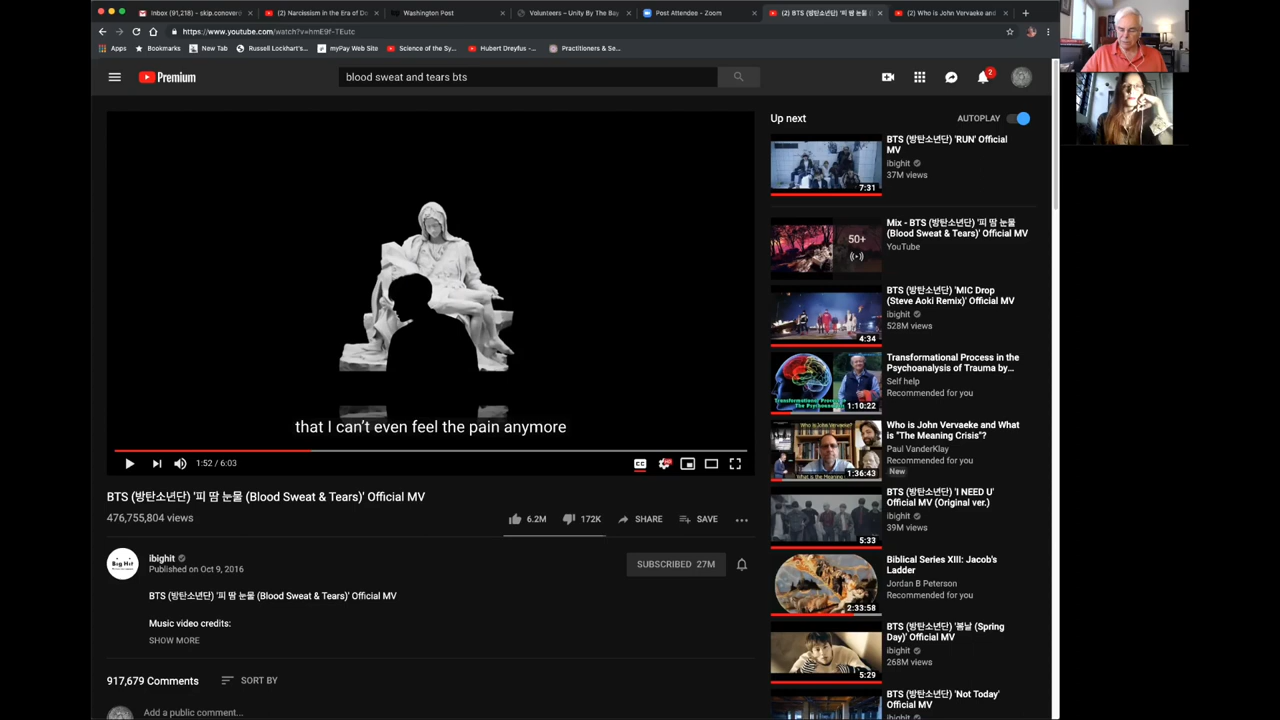 Inbox (91,218) - skip.conover
(2) Narcissism in the Era of De
Washington Post
Volunteers – Unity By The Bay
Post Attendee - Zoom
(2) BTS (방탄소년단) '피 땀 눈물
(2) Who is John Vervaeke and
https://www.youtube.com/watch?v=hmE9f-TEutc
Apps
Bookmarks
New Tab
Russell Lockhart's...
myPay Web Site
Science of the Sy...
Hubert Dreyfus -...
Practitioners & Se...
Premium
blood sweat and tears bts
2
Up next
AUTOPLAY
BTS (방탄소년단) 'RUN' Official
MV
ibighit
37M views
7:31
Mix - BTS (방탄소년단) '피 땀 눈물
(Blood Sweat & Tears)' Official MV
YouTube
50+
BTS (방탄소년단) 'MIC Drop
(Steve Aoki Remix)' Official MV
ibighit
528M views
4:34
Transformational Process in the
Psychoanalysis of Trauma by...
Self help
Recommended for you
1:10:22
Who is John Vervaeke and What
is "The Meaning Crisis"?
Paul VanderKlay
Recommended for you
New
1:36:43
BTS (방탄소년단) 'I NEED U'
Official MV (Original ver.)
ibighit
39M views
5:33
Biblical Series XIII: Jacob's
Ladder
Jordan B Peterson
Recommended for you
2:33:58
BTS (방탄소년단) '봄날 (Spring
Day)' Official MV
ibighit
268M views
5:29
BTS (방탄소년단) 'Not Today'
Official MV
ibighit
that I can't even feel the pain anymore
1:52 / 6:03
CC
BTS (방탄소년단) '피 땀 눈물 (Blood Sweat & Tears)' Official MV
476,755,804 views
6.2M
172K
SHARE
SAVE
Big Hit
ibighit
Published on Oct 9, 2016
SUBSCRIBED 27M
BTS (방탄소년단) '피 땀 눈물 (Blood Sweat & Tears)' Official MV
Music video credits:
SHOW MORE
917,679 Comments
SORT BY
Add a public comment...